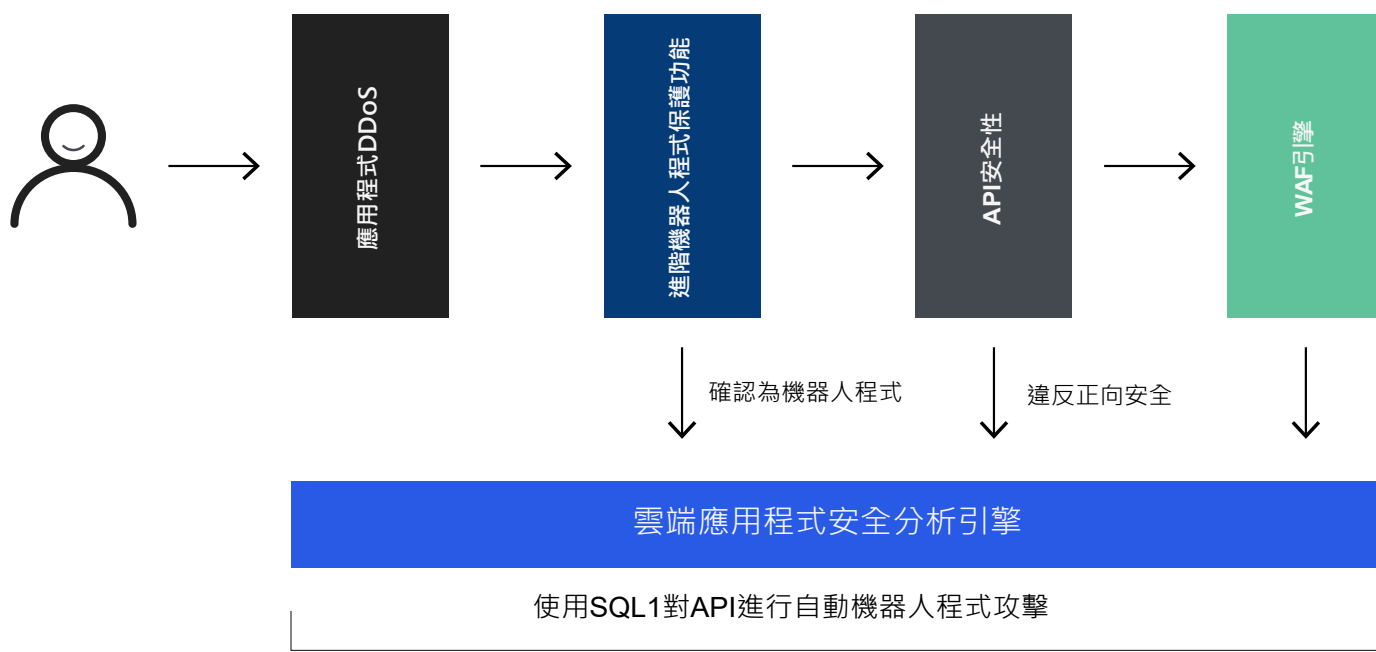 應用程式DDoS
進階機器人程式保護功能
API安全性
WAF引擎
確認為機器人程式
違反正向安全
雲端應用程式安全分析引擎
使用SQL1對API進行自動機器人程式攻擊